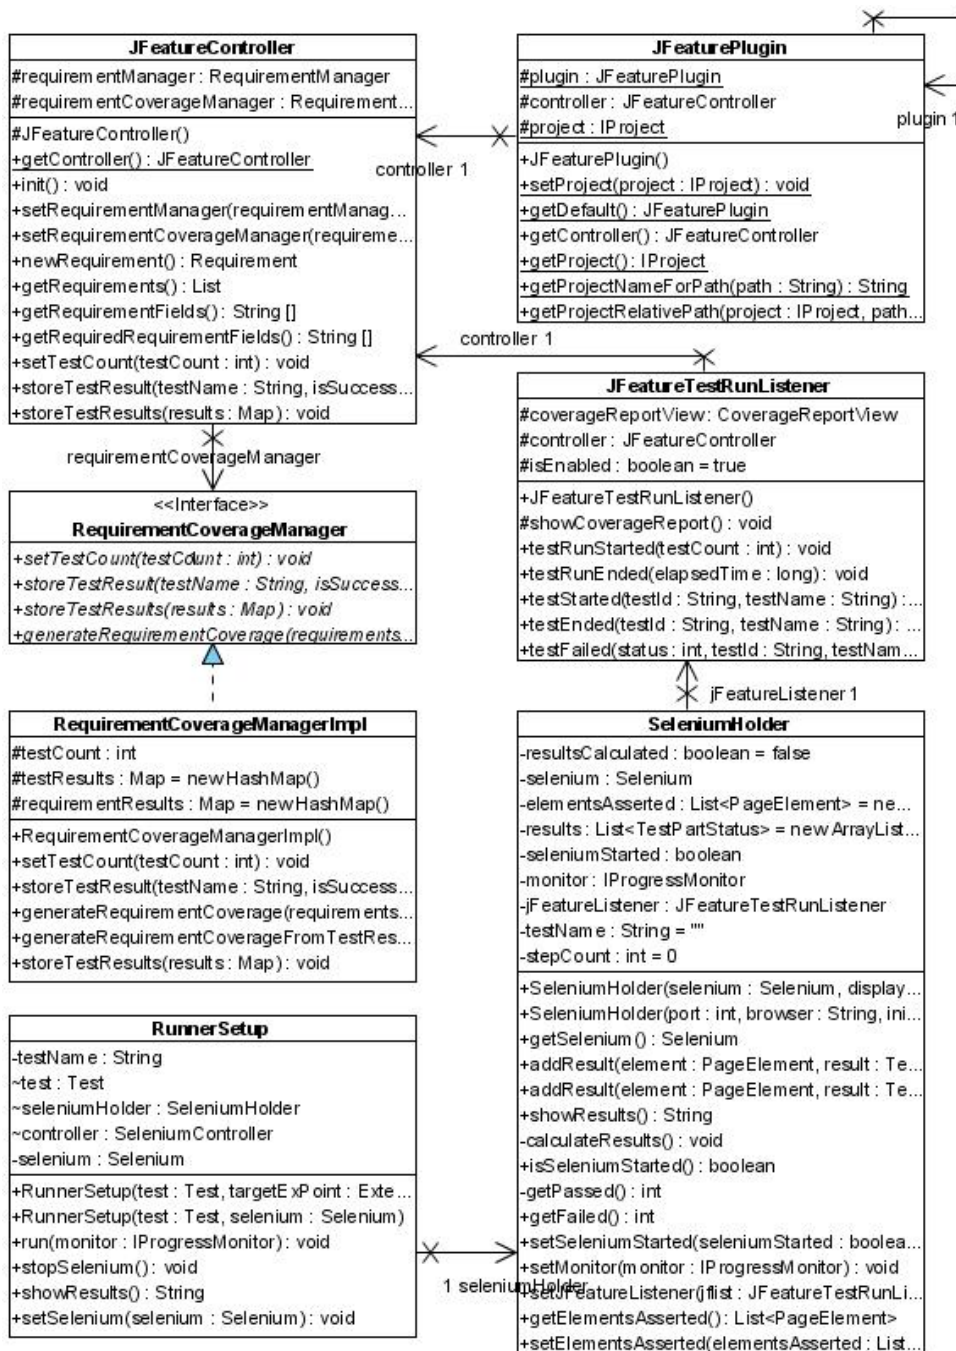 JFeatureController
#requirementManager : RequirementManager
#requirementCoverageManager : Requirement...
#JFeatureController()
+getController() : JFeatureController
+init() : void
+setRequirementManager(requirementManag...
+setRequirementCoverageManager(requireme...
+newRequirement() : Requirement
+getRequirements() : List
+getRequirementFields() : String []
+getRequiredRequirementFields() : String []
+setTestCount(testCount : int) : void
+storeTestResult(testName : String, isSuccess...
+storeTestResults(results : Map) : void
JFeaturePlugin
#plugin : JFeaturePlugin
#controller : JFeatureController
#project : IProject
+JFeaturePlugin()
+setProject(project : IProject) : void
+getDefault() : JFeaturePlugin
+getController() : JFeatureController
+getProject() : IProject
+getProjectNameForPath(path : String) : String
+getProjectRelativePath(project : IProject, path...
plugin 1
controller 1
controller 1
JFeatureTestRunListener
#coverageReportView : CoverageReportView
#controller : JFeatureController
#isEnabled : boolean = true
+JFeatureTestRunListener()
#showCoverageReport() : void
+testRunStarted(testCount : int) : void
+testRunEnded(elapsedTime : long) : void
+testStarted(testId : String, testName : String) :...
+testEnded(testId : String, testName : String) : ...
+testFailed(status : int, testId : String, testNam...
requirementCoverageManager
<<Interface>>
RequirementCoverageManager
+setTestCount(testCount : int) : void
+storeTestResult(testName : String, isSuccess...
+storeTestResults(results : Map) : void
+generateRequirementCoverage(requirements...
jFeatureListener 1
RequirementCoverageManagerImpl
#testCount : int
#testResults : Map = new HashMap()
#requirementResults : Map = new HashMap()
+RequirementCoverageManagerImpl()
+setTestCount(testCount : int) : void
+storeTestResult(testName : String, isSuccess...
+generateRequirementCoverage(requirements...
+generateRequirementCoverageFromTestRes...
+storeTestResults(results : Map) : void
SeleniumHolder
-resultsCalculated : boolean = false
-selenium : Selenium
-elementsAsserted : List<PageElement> = ne...
-results : List<TestPartStatus> = new ArrayList...
-seleniumStarted : boolean
-monitor : IProgressMonitor
-jFeatureListener : JFeatureTestRunListener
-testName : String = ""
-stepCount : int = 0
+SeleniumHolder(selenium : Selenium, display...
+SeleniumHolder(port : int, browser : String, ini...
+getSelenium() : Selenium
+addResult(element : PageElement, result : Te...
+addResult(element : PageElement, result : Te...
+showResults() : String
-calculateResults() : void
+isSeleniumStarted() : boolean
-getPassed() : int
+getFailed() : int
+setSeleniumStarted(seleniumStarted : boolea...
+setMonitor(monitor : IProgressMonitor) : void
+setJFeatureListener(jflist : JFeatureTestRunLi...
+getElementsAsserted() : List<PageElement>
+setElementsAsserted(elementsAsserted : List...
RunnerSetup
-testName : String
~test : Test
~seleniumHolder : SeleniumHolder
~controller : SeleniumController
-selenium : Selenium
+RunnerSetup(test : Test, targetExPoint : Exte...
+RunnerSetup(test : Test, selenium : Selenium)
+run(monitor : IProgressMonitor) : void
+stopSelenium() : void
+showResults() : String
+setSelenium(selenium : Selenium) : void
1 seleniumHolder